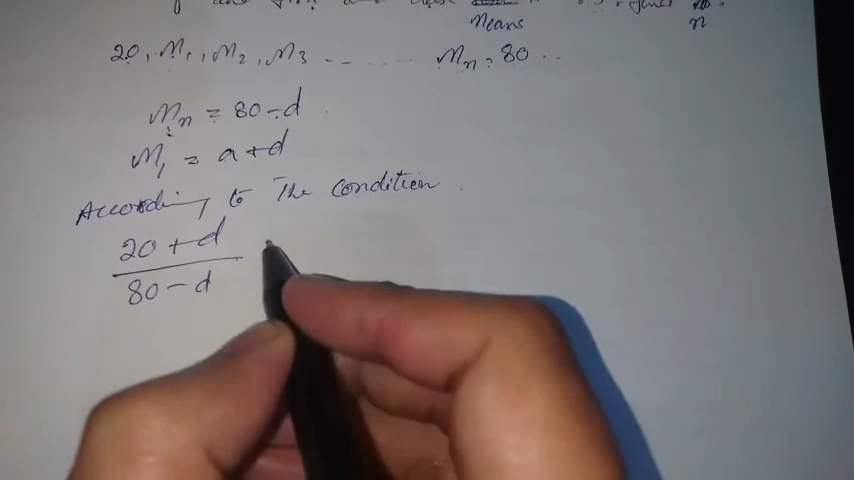 Means n
20, M1, M2, M3 - - ........ Mn = 80 ..
Mn = 80 - d
M1 = a + d
According to The condition
20 + d
80 - d